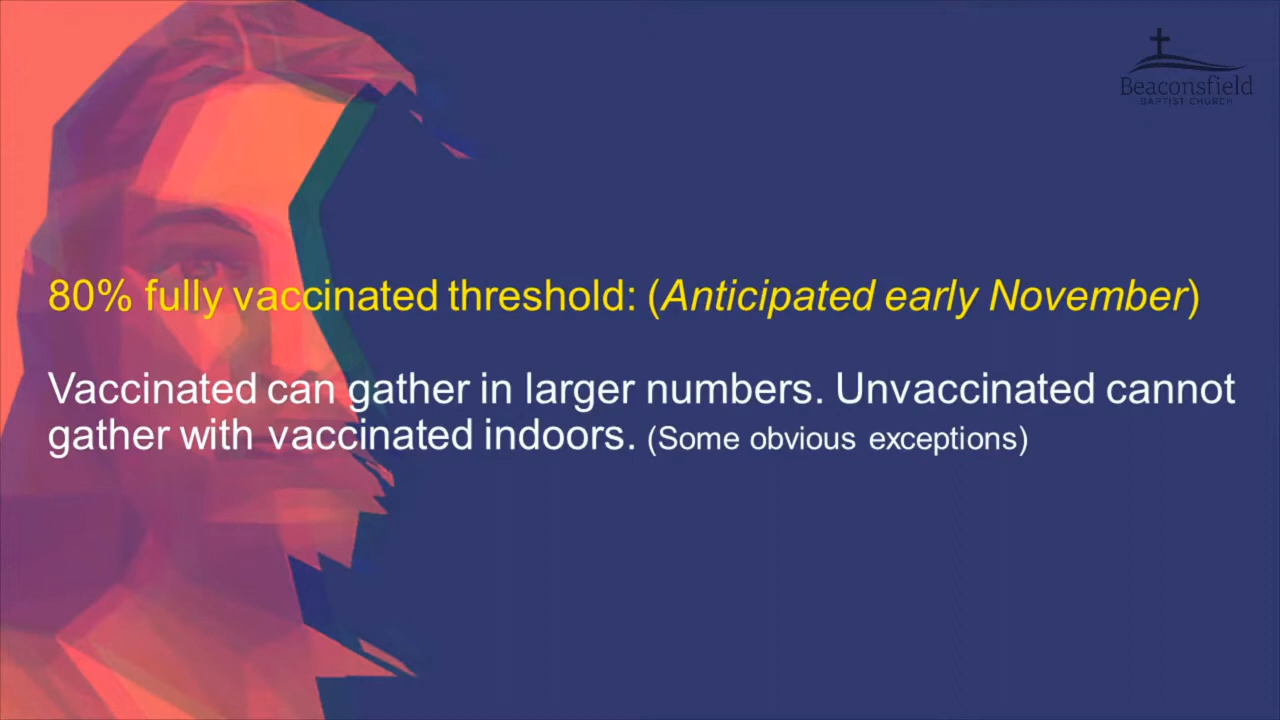 Beaconsfield
BAPTIST CHURCH
80% fully vaccinated threshold: (Anticipated early November)
Vaccinated can gather in larger numbers. Unvaccinated cannot
gather with vaccinated indoors. (Some obvious exceptions)